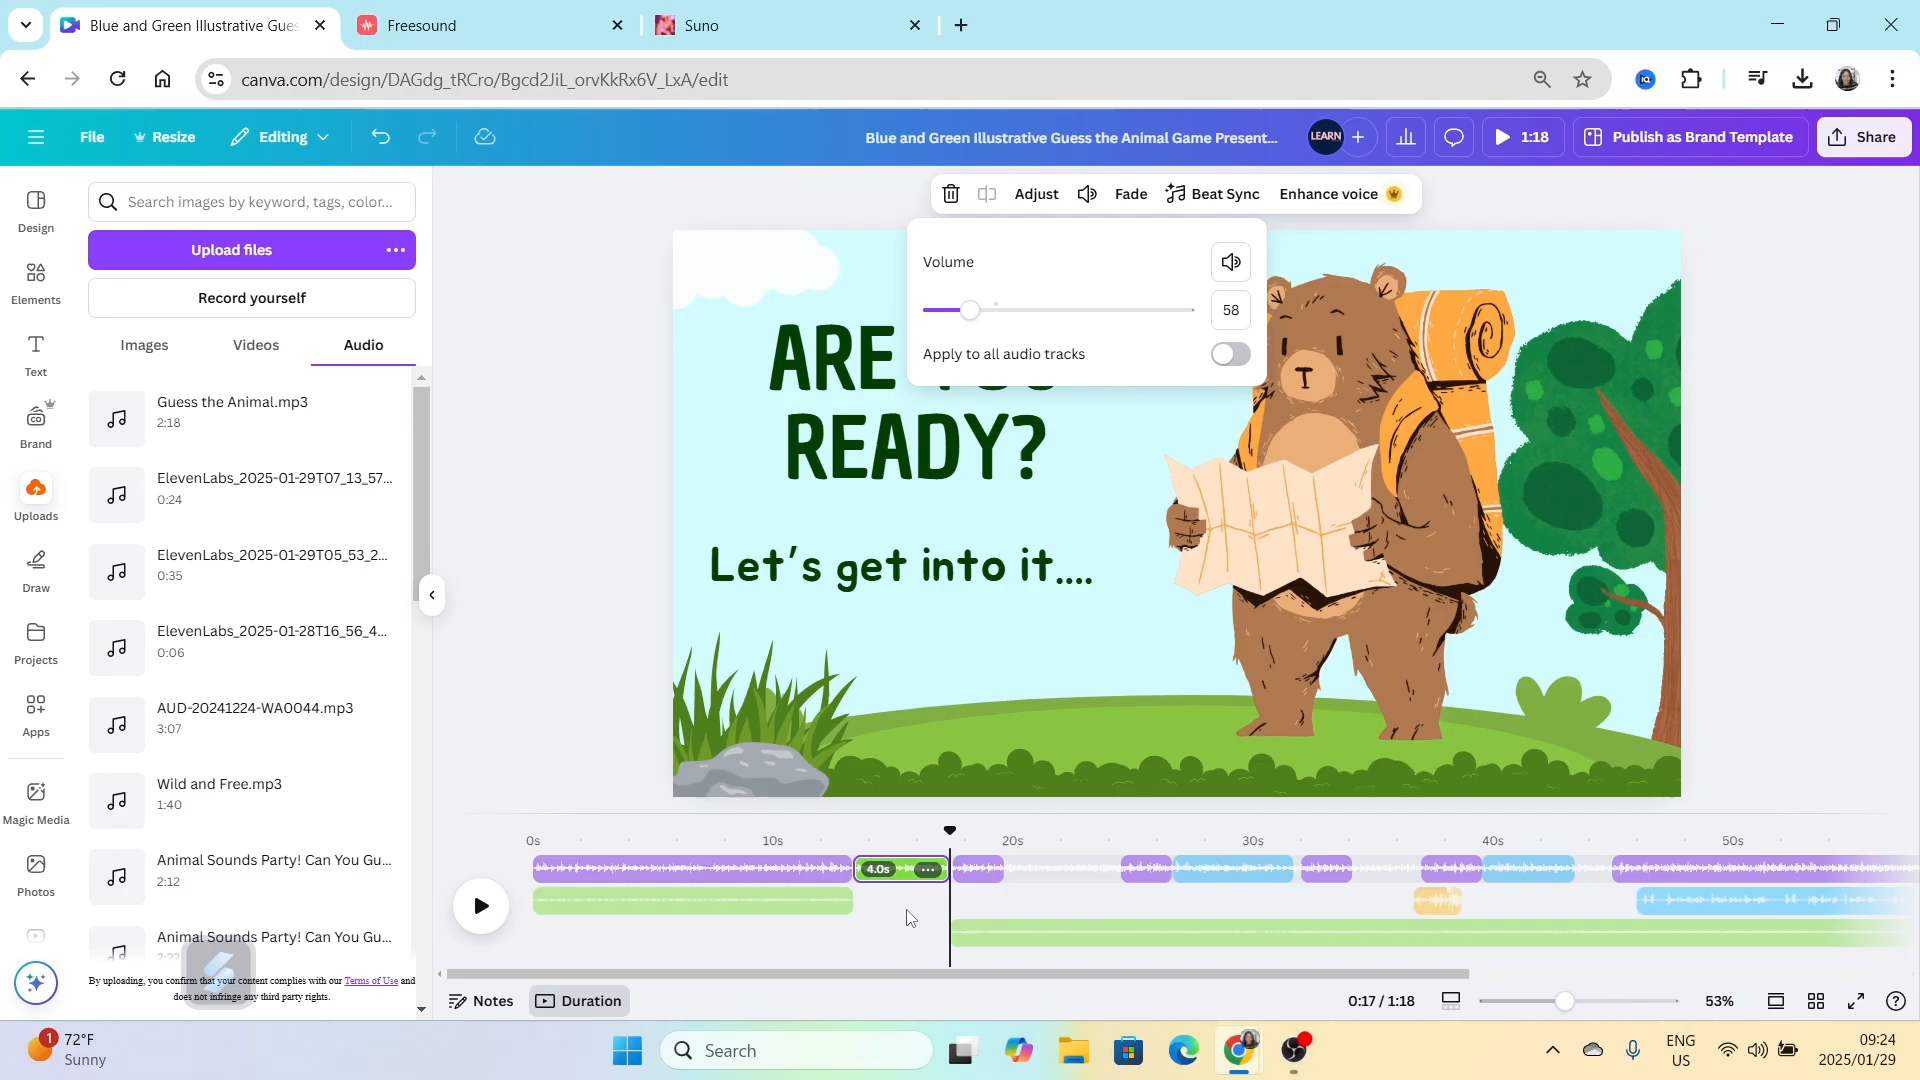 Blue and Green Illustrative Gues
Freesound
Suno
canva.com/design/DAGdg_tRCro/Bgcd2JiL_orvKkRx6V_LxA/edit
File
Resize
Editing
Blue and Green Illustrative Guess the Animal Game Present...
LEARN
1:18
Publish as Brand Template
Share
Design
Elements
Text
Brand
Uploads
Draw
Projects
Apps
Magic Media
Photos
Search images by keyword, tags, color...
Upload files
Record yourself
Images
Videos
Audio
Guess the Animal.mp3
2:18
ElevenLabs_2025-01-29T07_13_57...
0:24
ElevenLabs_2025-01-29T05_53_2...
0:35
ElevenLabs_2025-01-28T16_56_4...
0:06
AUD-20241224-WA0044.mp3
3:07
Wild and Free.mp3
1:40
Animal Sounds Party! Can You Gu...
2:12
Animal Sounds Party! Can You Gu...
2:22
By uploading, you confirm that your content complies with our Terms of Use and
does not infringe any third party rights.
Adjust
Fade
Beat Sync
Enhance voice
Volume
58
Apply to all audio tracks
ARE YOU
READY?
Let's get into it....
0s
10s
20s
30s
40s
50s
4.0s
Notes
Duration
0:17 / 1:18
53%
1
72°F
Sunny
Search
ENG
US
09:24
2025/01/29